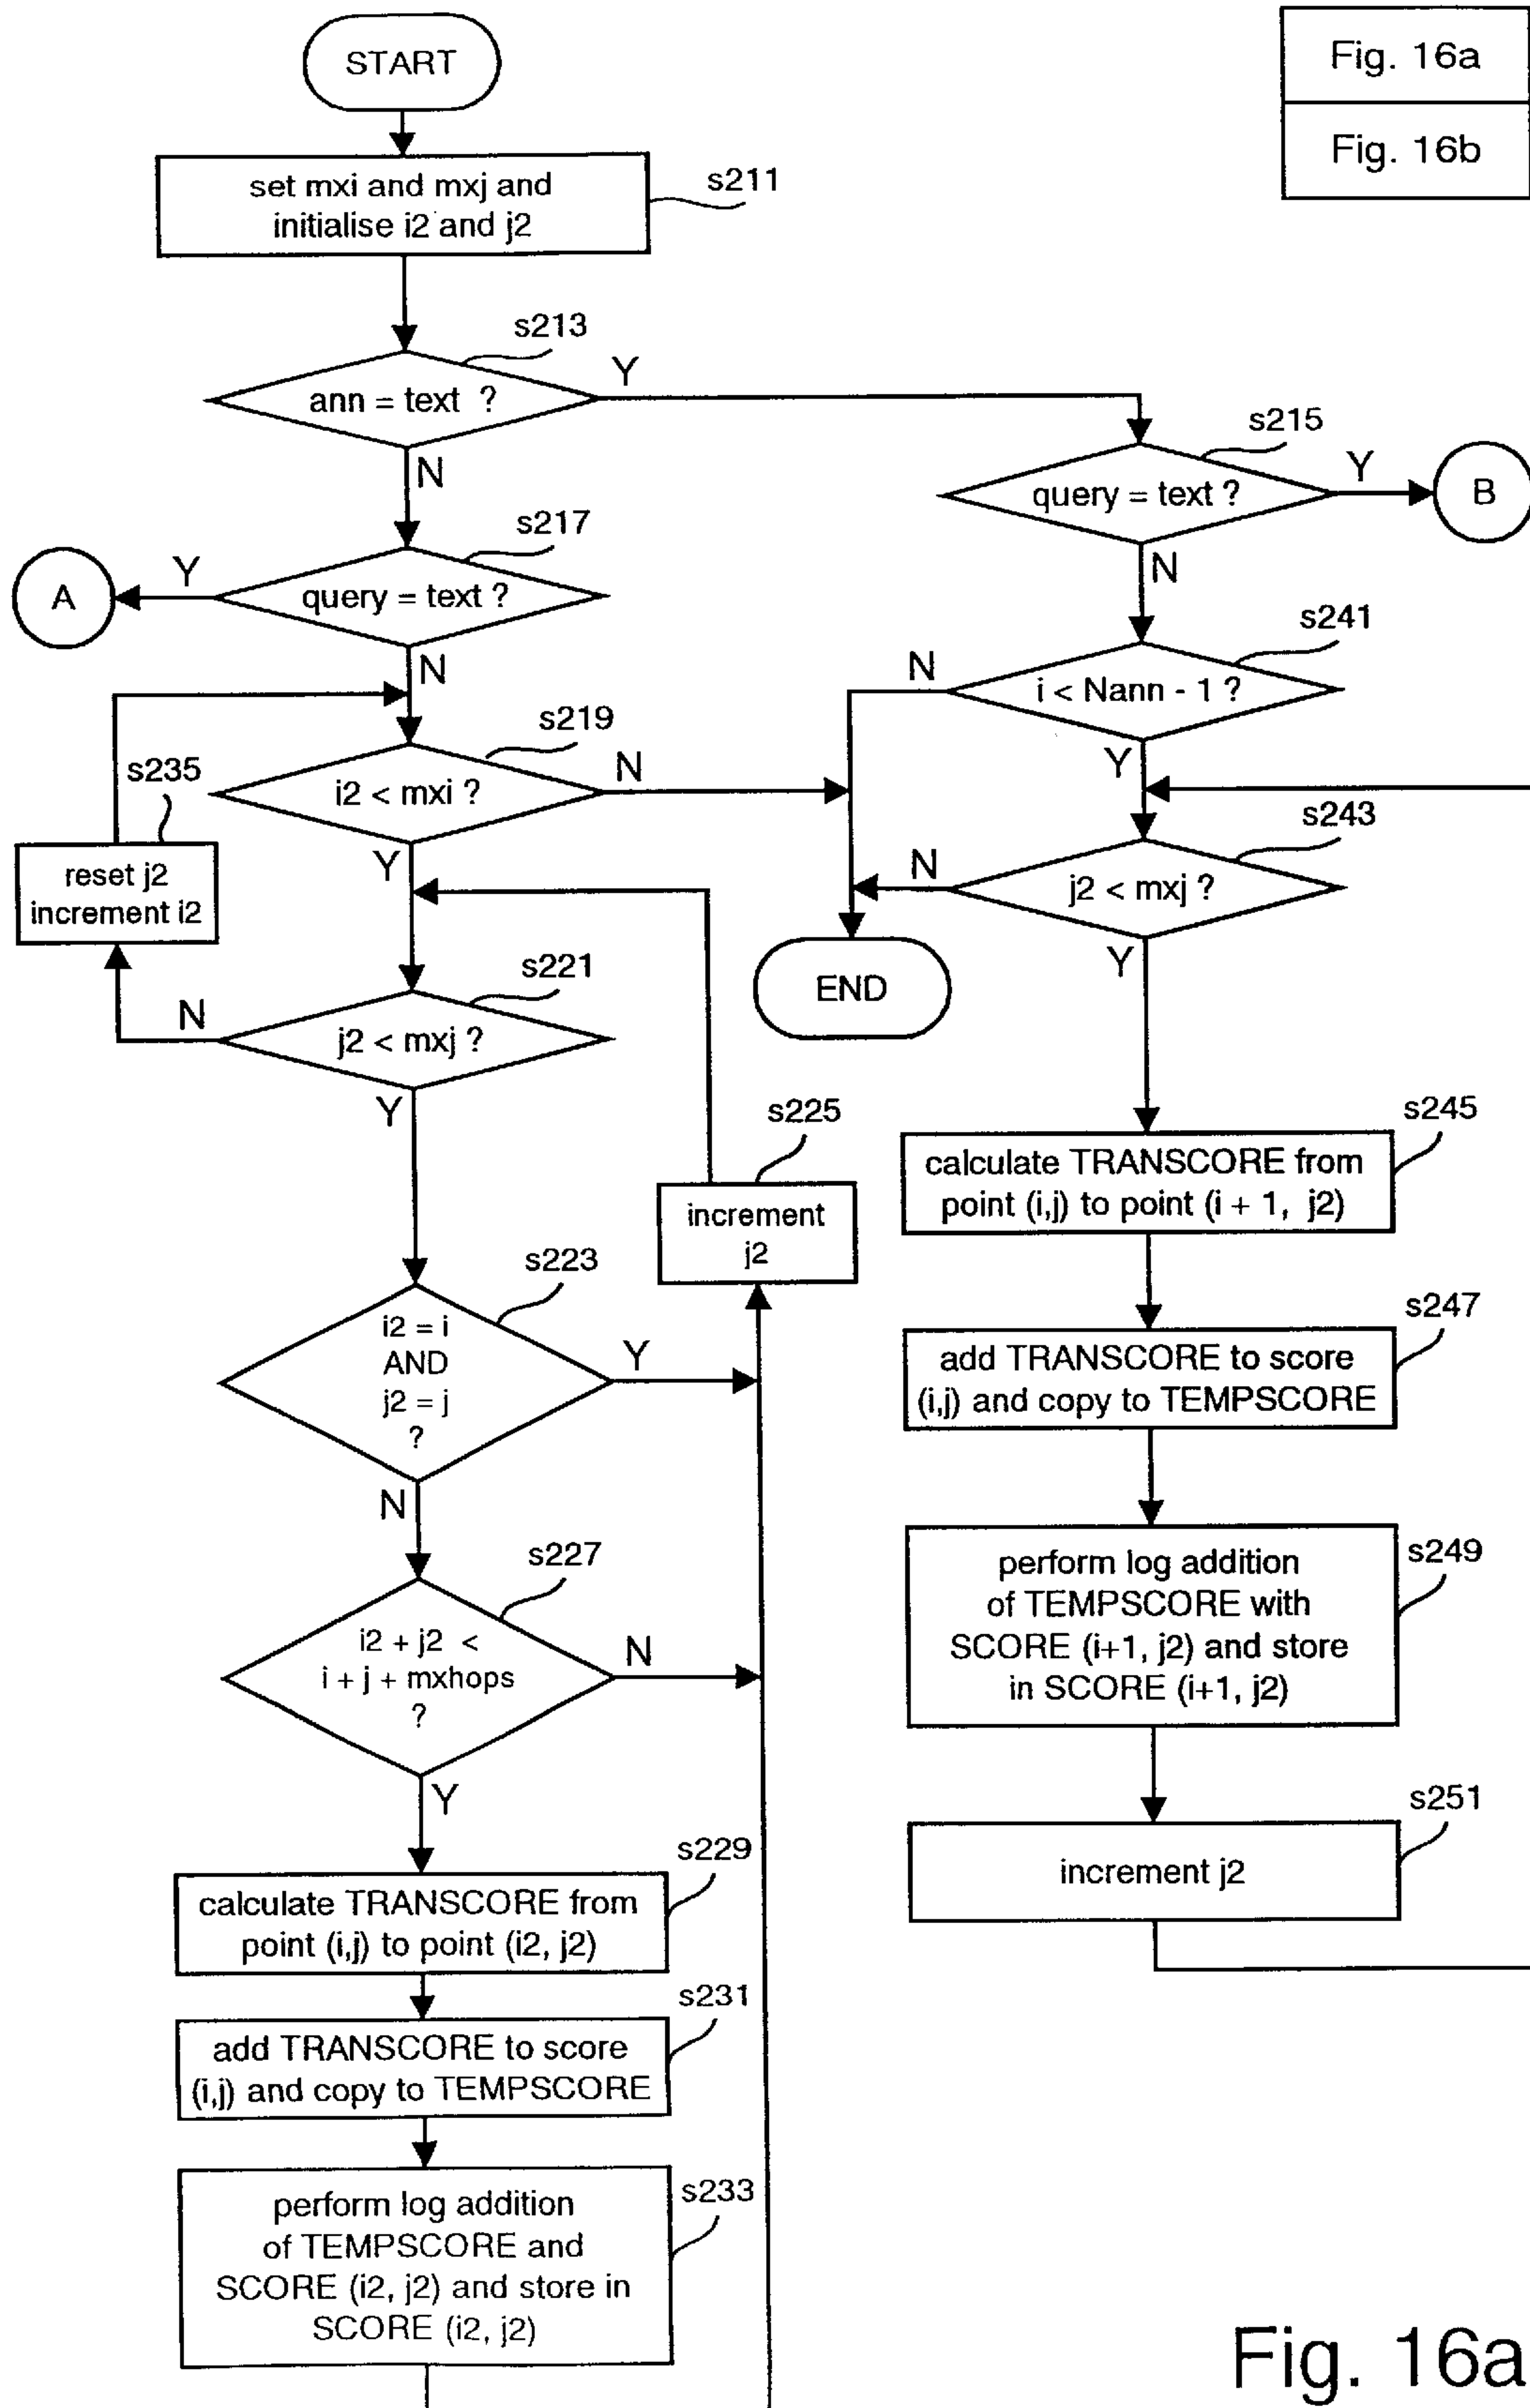 START
Fig. 16a
Fig. 16b
set mxi and mxj and
initialise i2 and j2
s211
s213
ann = text ?
Y
N
s215
query = text ?
Y
B
N
s217
query = text ?
Y
A
N
s241
i < Nann - 1 ?
N
Y
s219
i2 < mxi ?
N
Y
s235
reset j2
increment i2
s243
j2 < mxj ?
N
Y
END
s221
j2 < mxj ?
N
Y
s225
increment
j2
s245
calculate TRANSCORE from
point (i,j) to point (i + 1, j2)
s223
i2 = i
AND
j2 = j
?
Y
N
s247
add TRANSCORE to score
(i,j) and copy to TEMPSCORE
s227
i2 + j2 <
i + j + mxhops
?
N
Y
s249
perform log addition
of TEMPSCORE with
SCORE (i+1, j2) and store
in SCORE (i+1, j2)
s251
increment j2
s229
calculate TRANSCORE from
point (i,j) to point (i2, j2)
s231
add TRANSCORE to score
(i,j) and copy to TEMPSCORE
s233
perform log addition
of TEMPSCORE and
SCORE (i2, j2) and store in
SCORE (i2, j2)
Fig. 16a